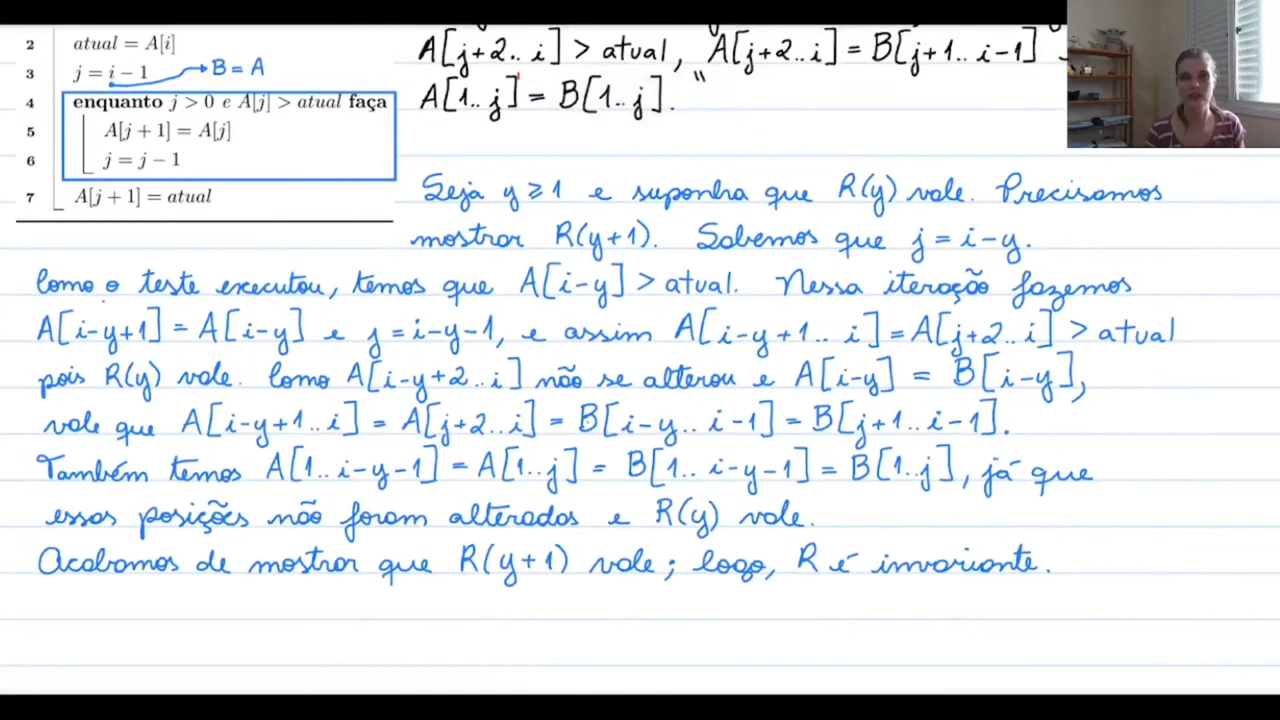 2 atual = A[i]
3 j = i − 1 → B = A
4 enquanto j > 0 e A[j] > atual faça
5 A[j + 1] = A[j]
6 j = j − 1
7 A[j + 1] = atual
A[j+2..i] > atual, A[j+2..i] = B[j+1..i-1]
A[1..j] = B[1..j]. "
Seja y ≥ 1 e suponha que R(y) vale. Precisamos
mostrar R(y+1). Sabemos que j = i-y.
Como o teste executou, temos que A[i-y] > atual. Nessa iteração fazemos
A[i-y+1] = A[i-y] e j = i-y-1, e assim A[i-y+1..i] = A[j+2..i] > atual
pois R(y) vale. Como A[i-y+2..i] não se alterou e A[i-y] = B[i-y],
vale que A[i-y+1..i] = A[j+2..i] = B[i-y..i-1] = B[j+1..i-1].
Também temos A[1..i-y-1] = A[1..j] = B[1..i-y-1] = B[1..j], já que
essas posições não foram alteradas e R(y) vale.
Acabamos de mostrar que R(y+1) vale; logo, R é invariante.